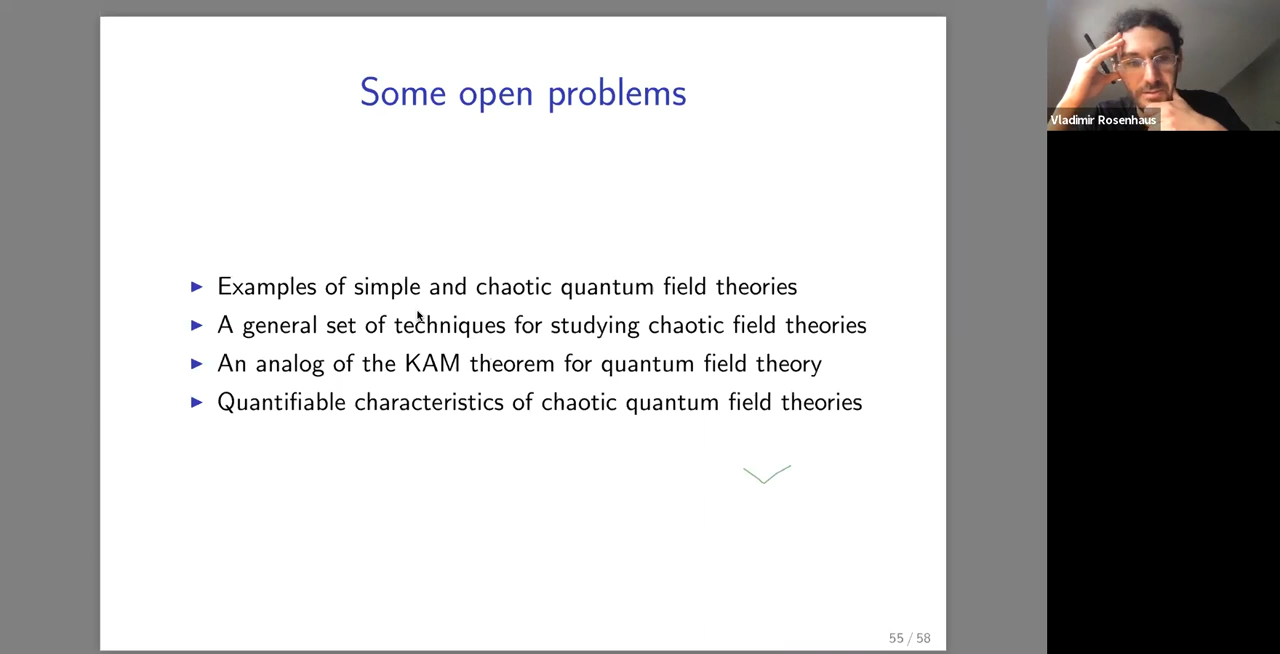 Some open problems
Examples of simple and chaotic quantum field theories
A general set of techniques for studying chaotic field theories
An analog of the KAM theorem for quantum field theory
Quantifiable characteristics of chaotic quantum field theories
55 / 58
Vladimir Rosenhaus